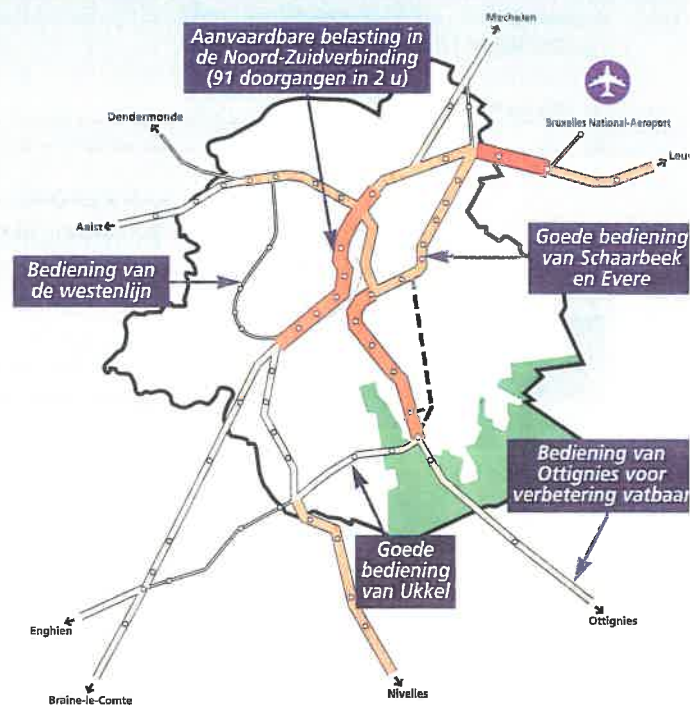 Mechelen
Aanvaardbare belasting in
de Noord-Zuidverbinding
(91 doorgangen in 2 u)
Dendermonde
Bruxelles National-Aeroport
Leuv
Aalst
Goede bediening
van Schaarbeek
en Evere
Bediening van
de westenlijn
Bediening van
Ottignies voor
verbetering vatbaar
Goede
bediening
van Ukkel
Enghien
Ottignies
Braine-le-Comte
Nivelles